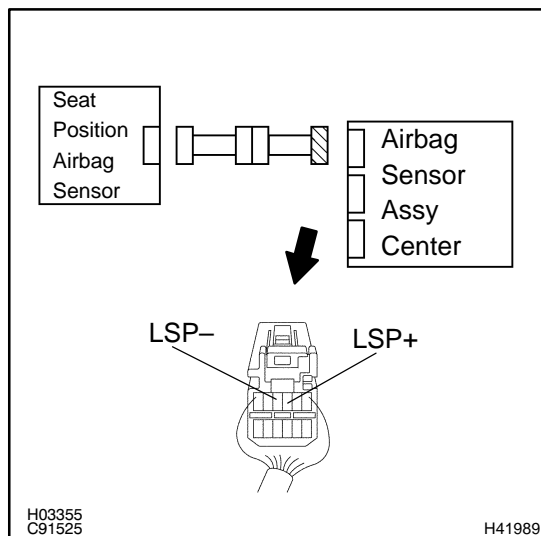 Seat
Position
Airbag
Sensor
Airbag
Sensor
Assy
Center
LSP–
LSP+
H03355
C91525
H41989